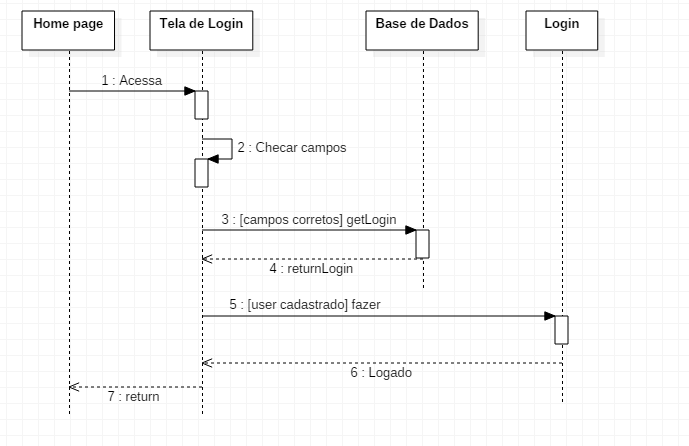 Home page
Tela de Login
Base de Dados
Login
1 : Acessa
2 : Checar campos
3 : [campos corretos] getLogin
4 : returnLogin
5 : [user cadastrado] fazer
6 : Logado
7 : return